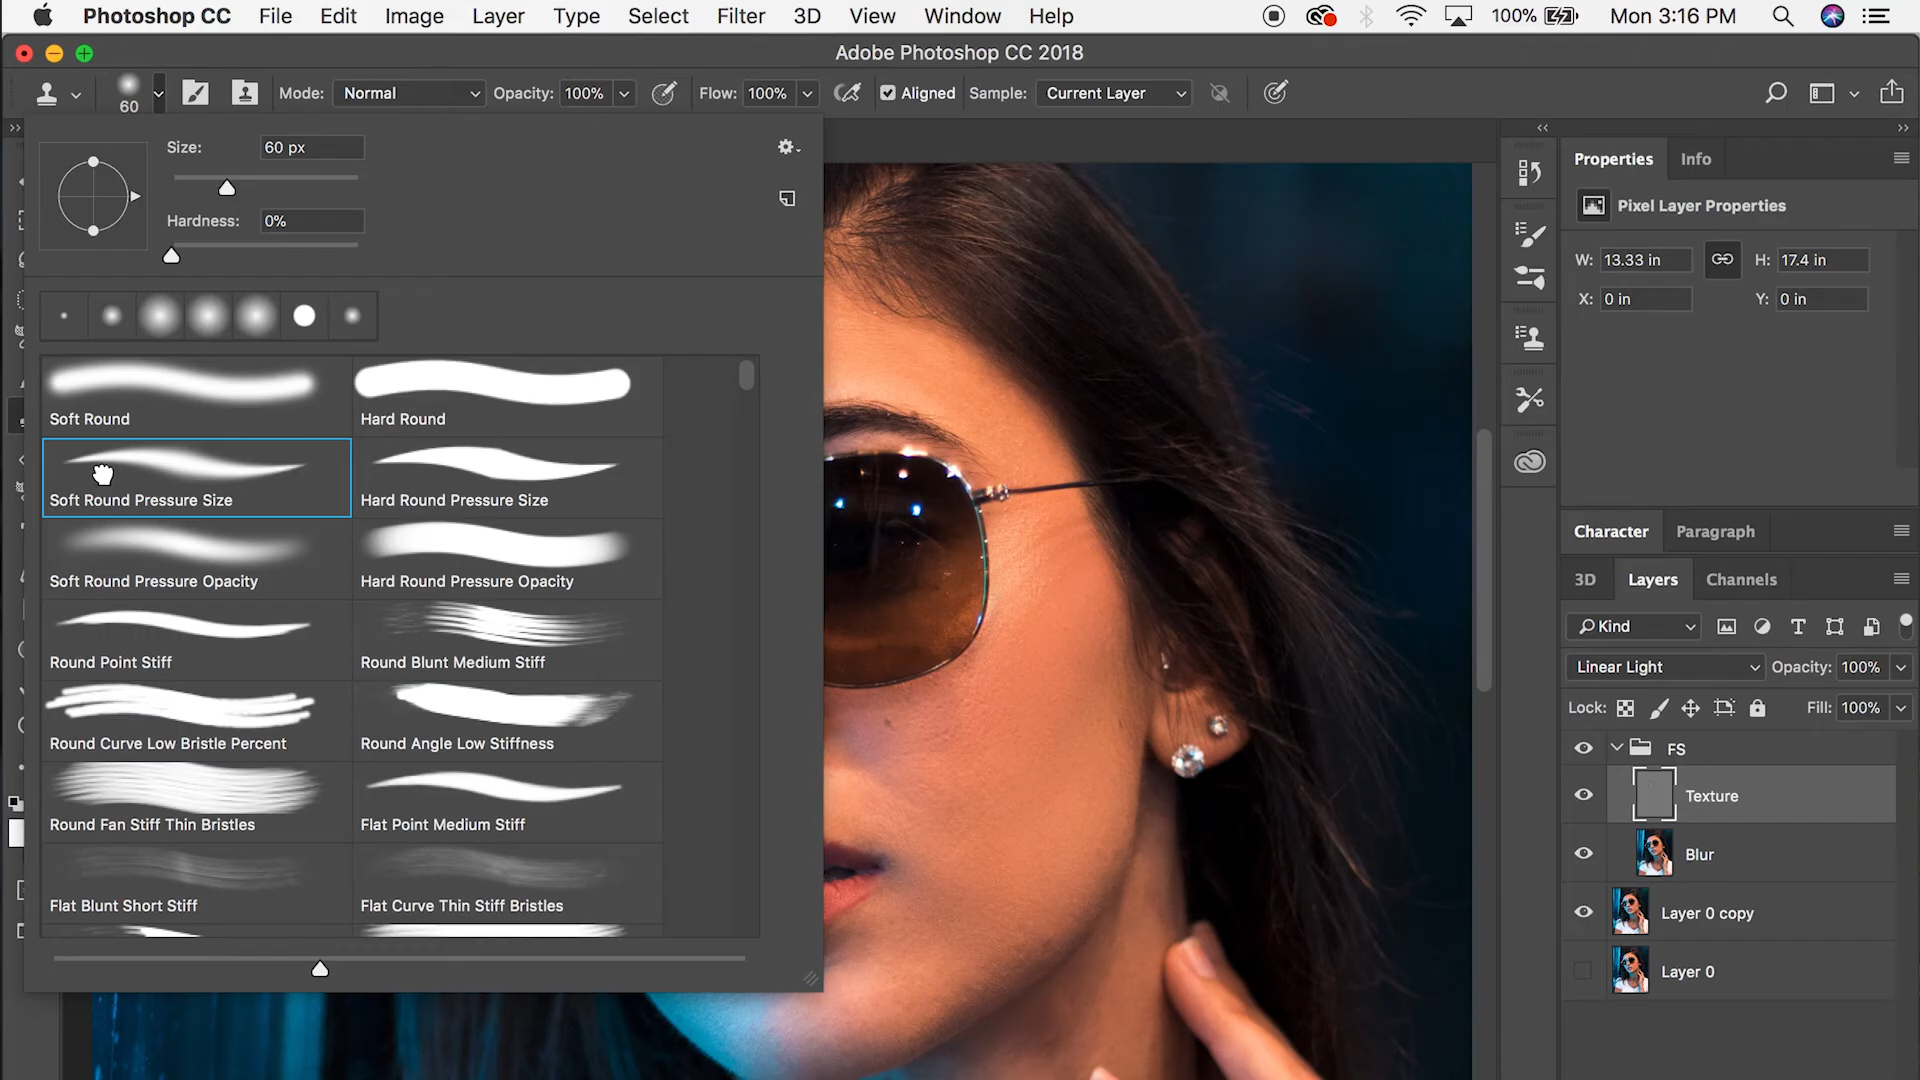 Photoshop CC File Edit Image Layer Type Select Filter 3D View Window Help 100% Mon 3:16 PM
Adobe Photoshop CC 2018
60 Mode: Normal Opacity: 100% Flow: 100% Aligned Sample: Current Layer
Size: 60 px
Hardness: 0%
Soft Round Hard Round
Soft Round Pressure Size Hard Round Pressure Size
Soft Round Pressure Opacity Hard Round Pressure Opacity
Round Point Stiff Round Blunt Medium Stiff
Round Curve Low Bristle Percent Round Angle Low Stiffness
Round Fan Stiff Thin Bristles Flat Point Medium Stiff
Flat Blunt Short Stiff Flat Curve Thin Stiff Bristles
Properties Info
Pixel Layer Properties
W: 13.33 in H: 17.4 in
X: 0 in Y: 0 in
Character Paragraph
3D Layers Channels
Kind
Linear Light Opacity: 100%
Lock: Fill: 100%
FS
Texture
Blur
Layer 0 copy
Layer 0